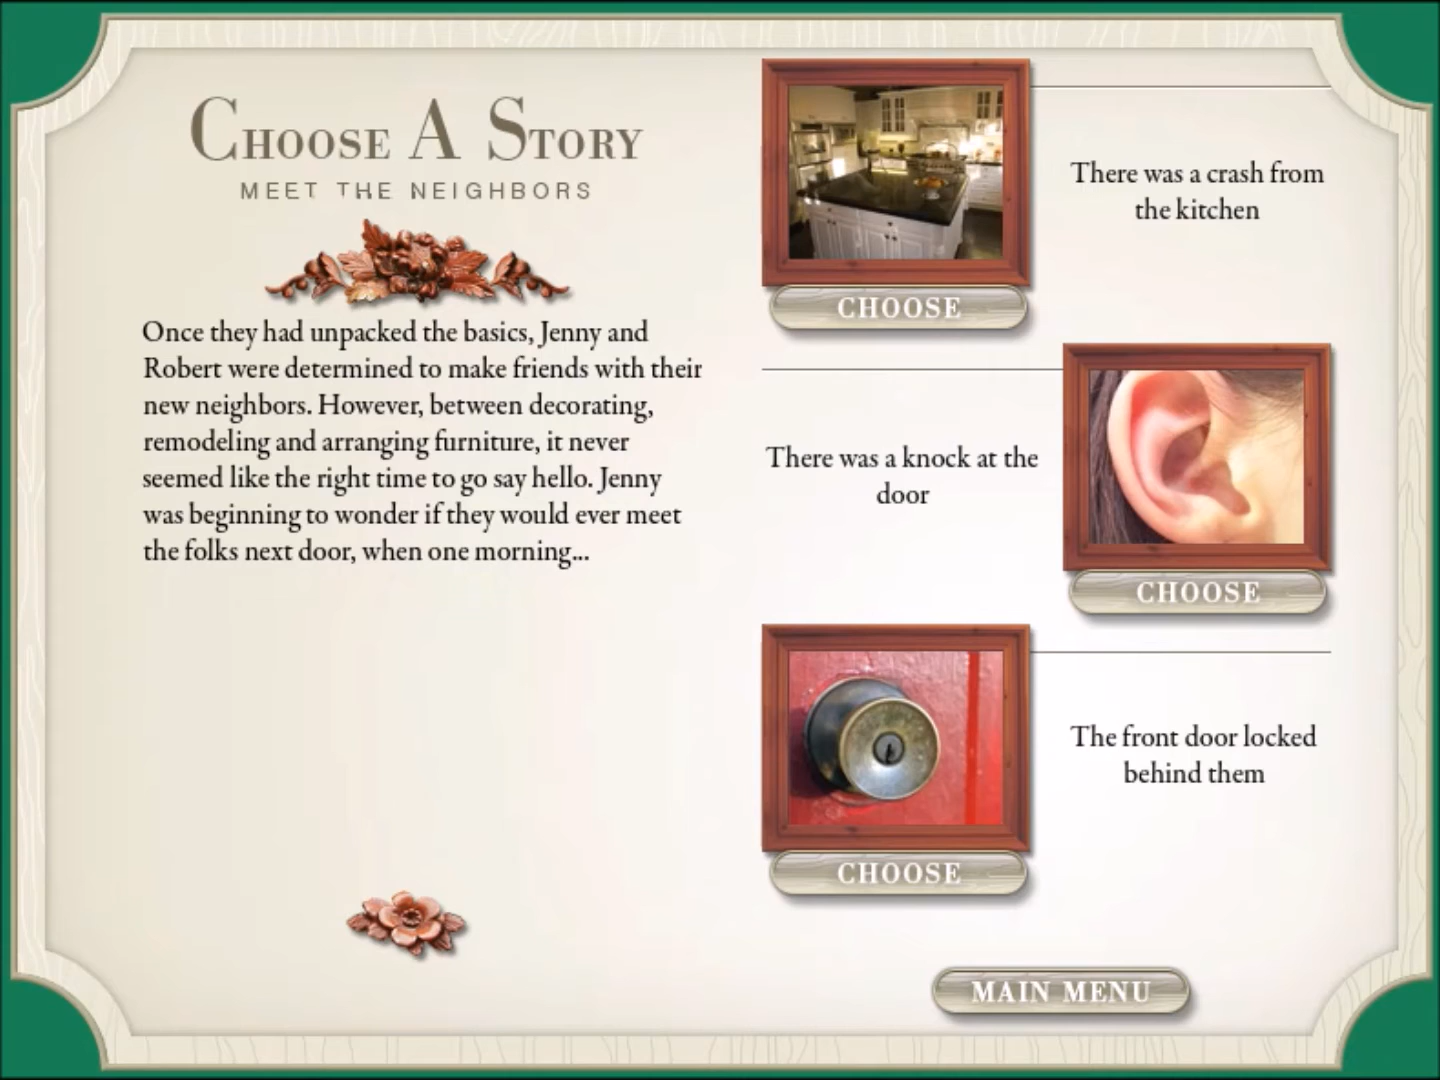 CHOOSE A STORY
MEET THE NEIGHBORS
Once they had unpacked the basics, Jenny and
Robert were determined to make friends with their
new neighbors. However, between decorating,
remodeling and arranging furniture, it never
seemed like the right time to go say hello. Jenny
was beginning to wonder if they would ever meet
the folks next door, when one morning...
There was a crash from
the kitchen
CHOOSE
There was a knock at the
door
CHOOSE
The front door locked
behind them
CHOOSE
MAIN MENU